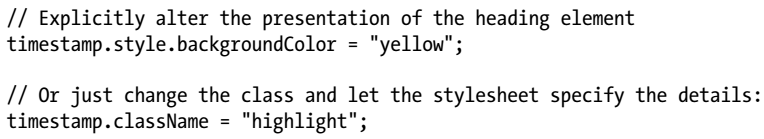 // Explicitly alter the presentation of the heading element
timestamp.style.backgroundColor = "yellow";
// Or just change the class and let the stylesheet specify the details:
timestamp.className = "highlight";